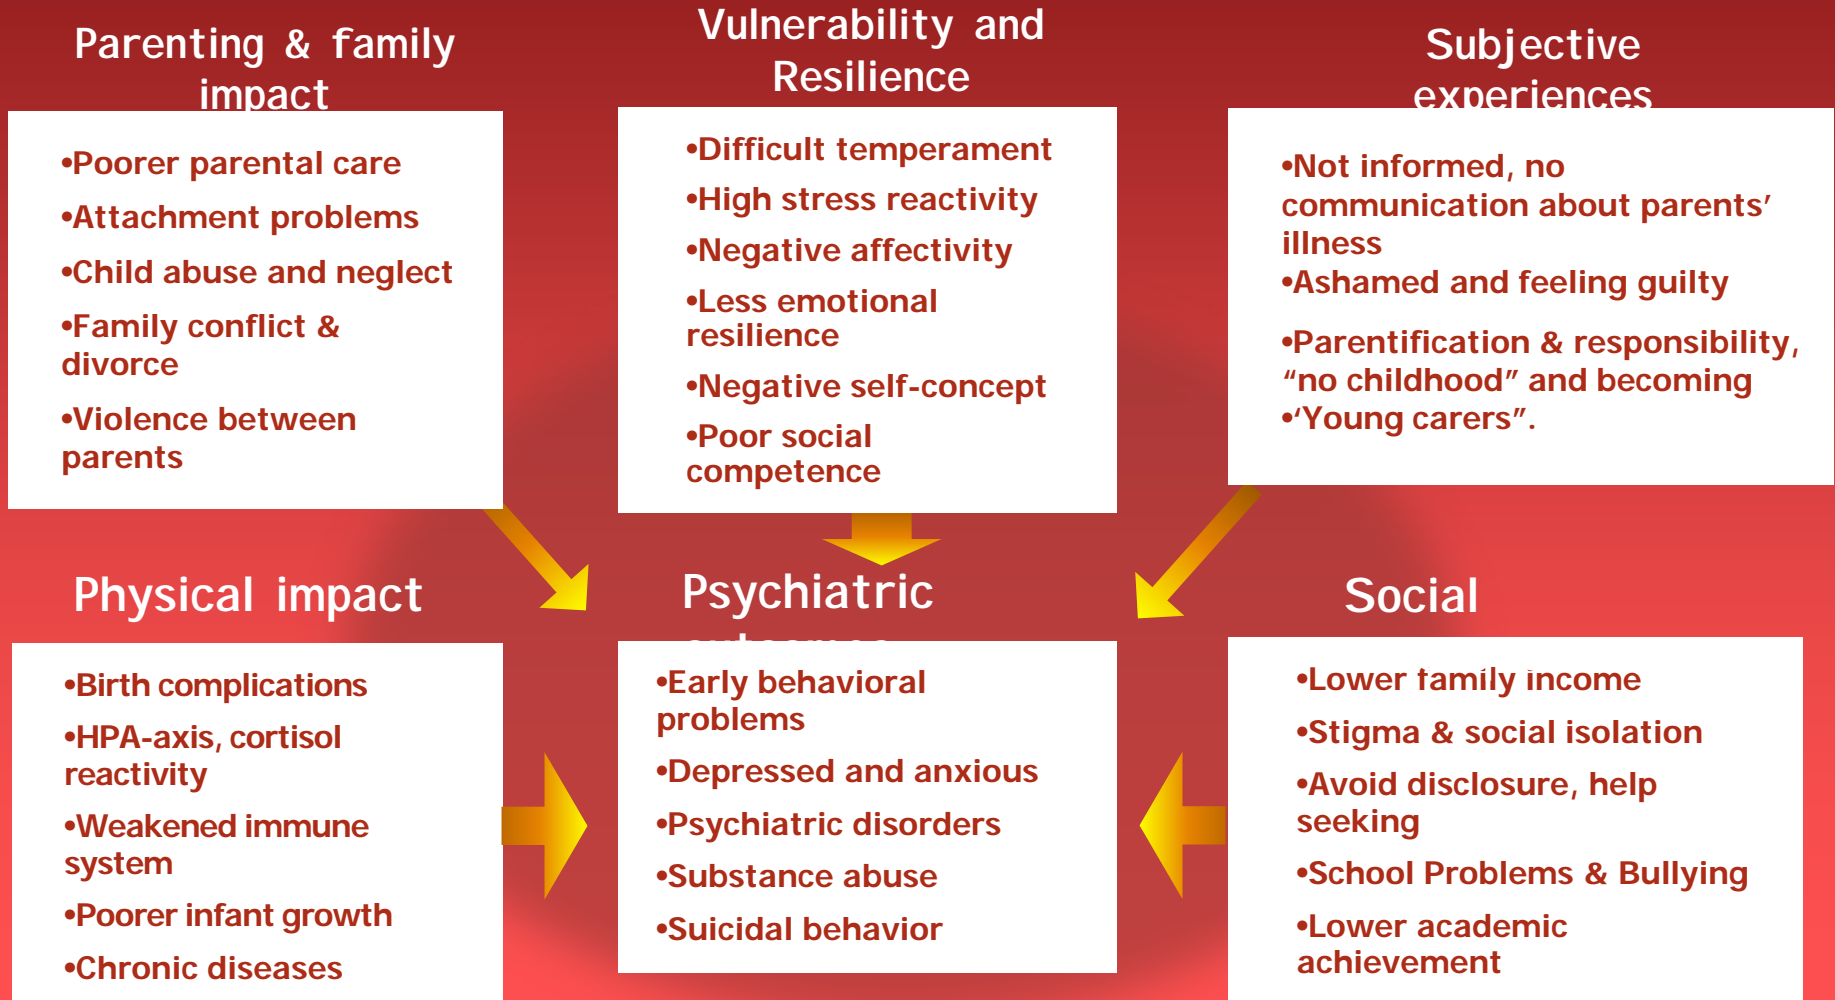 Parenting & family
impact
•Poorer parental care
•Attachment problems
•Child abuse and neglect
•Family conflict &
divorce
•Violence between
parents
Vulnerability and
Resilience
•Difficult temperament
•High stress reactivity
•Negative affectivity
•Less emotional
resilience
•Negative self-concept
•Poor social
competence
Subjective
experiences
•Not informed, no
communication about parents’
illness
•Ashamed and feeling guilty
•Parentification & responsibility,
“no childhood” and becoming
•‘Young carers”.
Physical impact
•Birth complications
•HPA-axis, cortisol
reactivity
•Weakened immune
system
•Poorer infant growth
•Chronic diseases
Psychiatric
•Early behavioral
problems
•Depressed and anxious
•Psychiatric disorders
•Substance abuse
•Suicidal behavior
Social
•Lower family income
•Stigma & social isolation
•Avoid disclosure, help
seeking
•School Problems & Bullying
•Lower academic
achievement